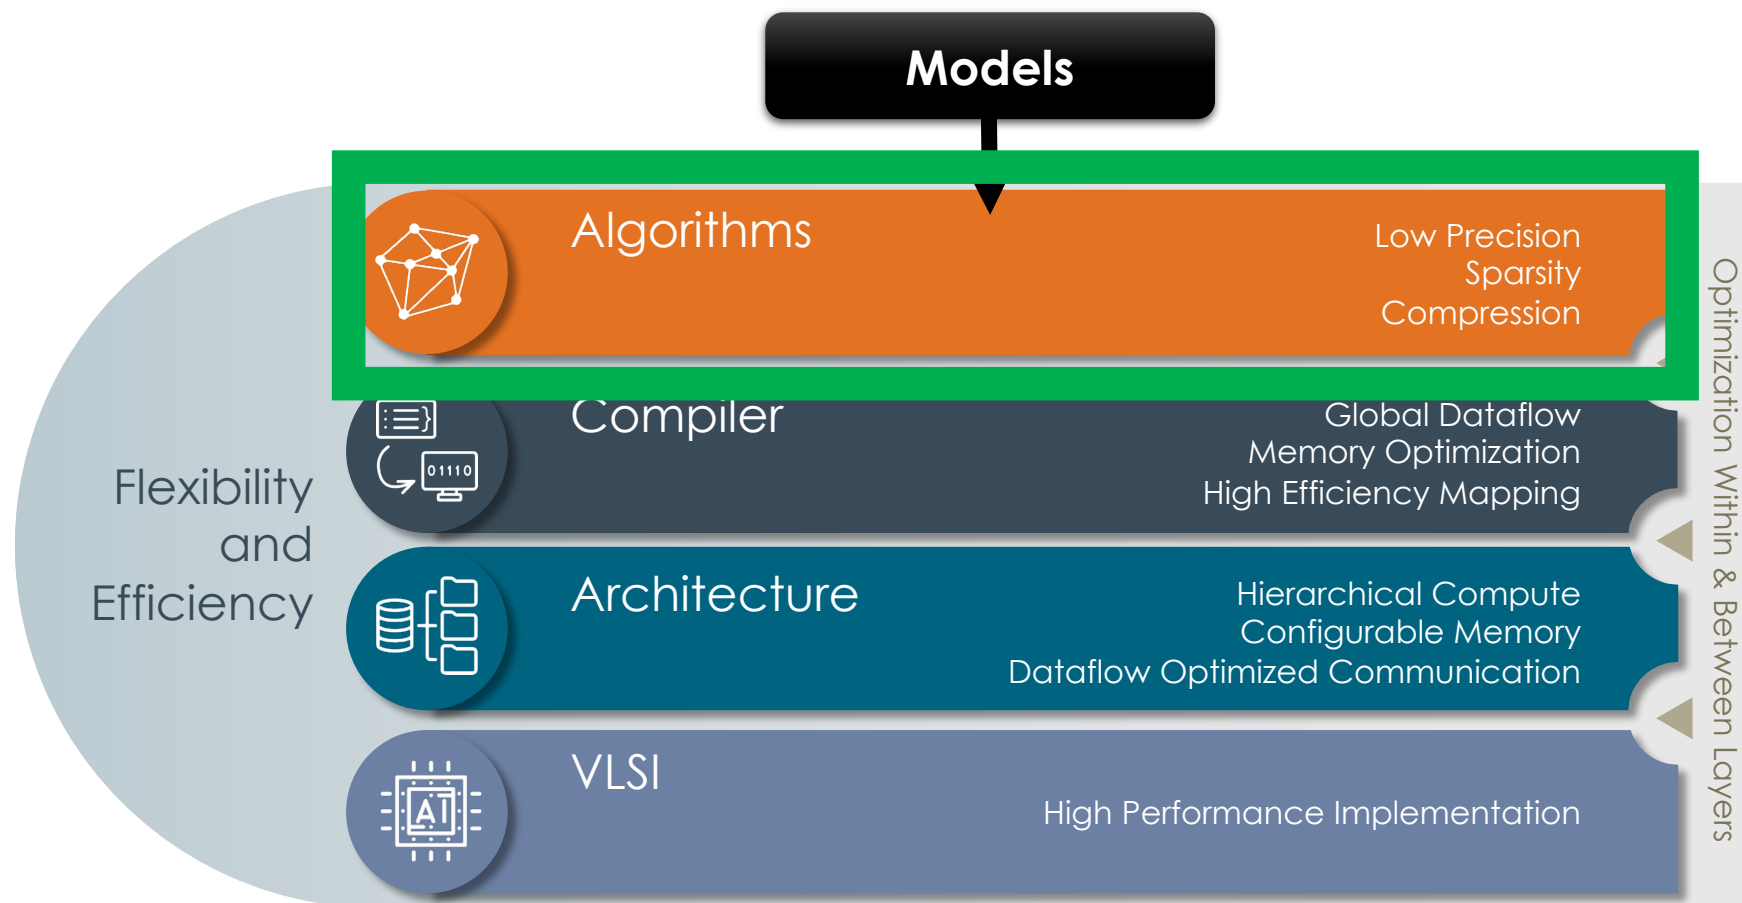 Models
Algorithms
Low Precision
Sparsity
Compression
Compiler
Global Dataflow
Memory Optimization
High Efficiency Mapping
01110
Flexibility
and
Efficiency
Architecture
Hierarchical Compute
Configurable Memory
Dataflow Optimized Communication
VLSI
High Performance Implementation
AI
Optimization Within & Between Layers